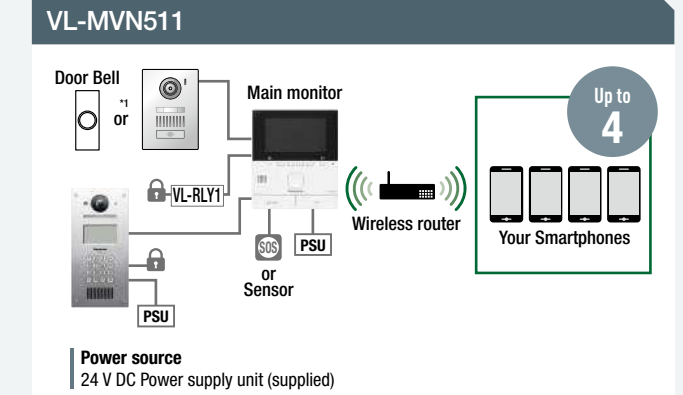 VL-MVN511
Door Bell
*1
or
Main monitor
Up to
4
VL-RLY1
Wireless router
Your Smartphones
SOS
PSU
or
Sensor
PSU
Power source
24 V DC Power supply unit (supplied)